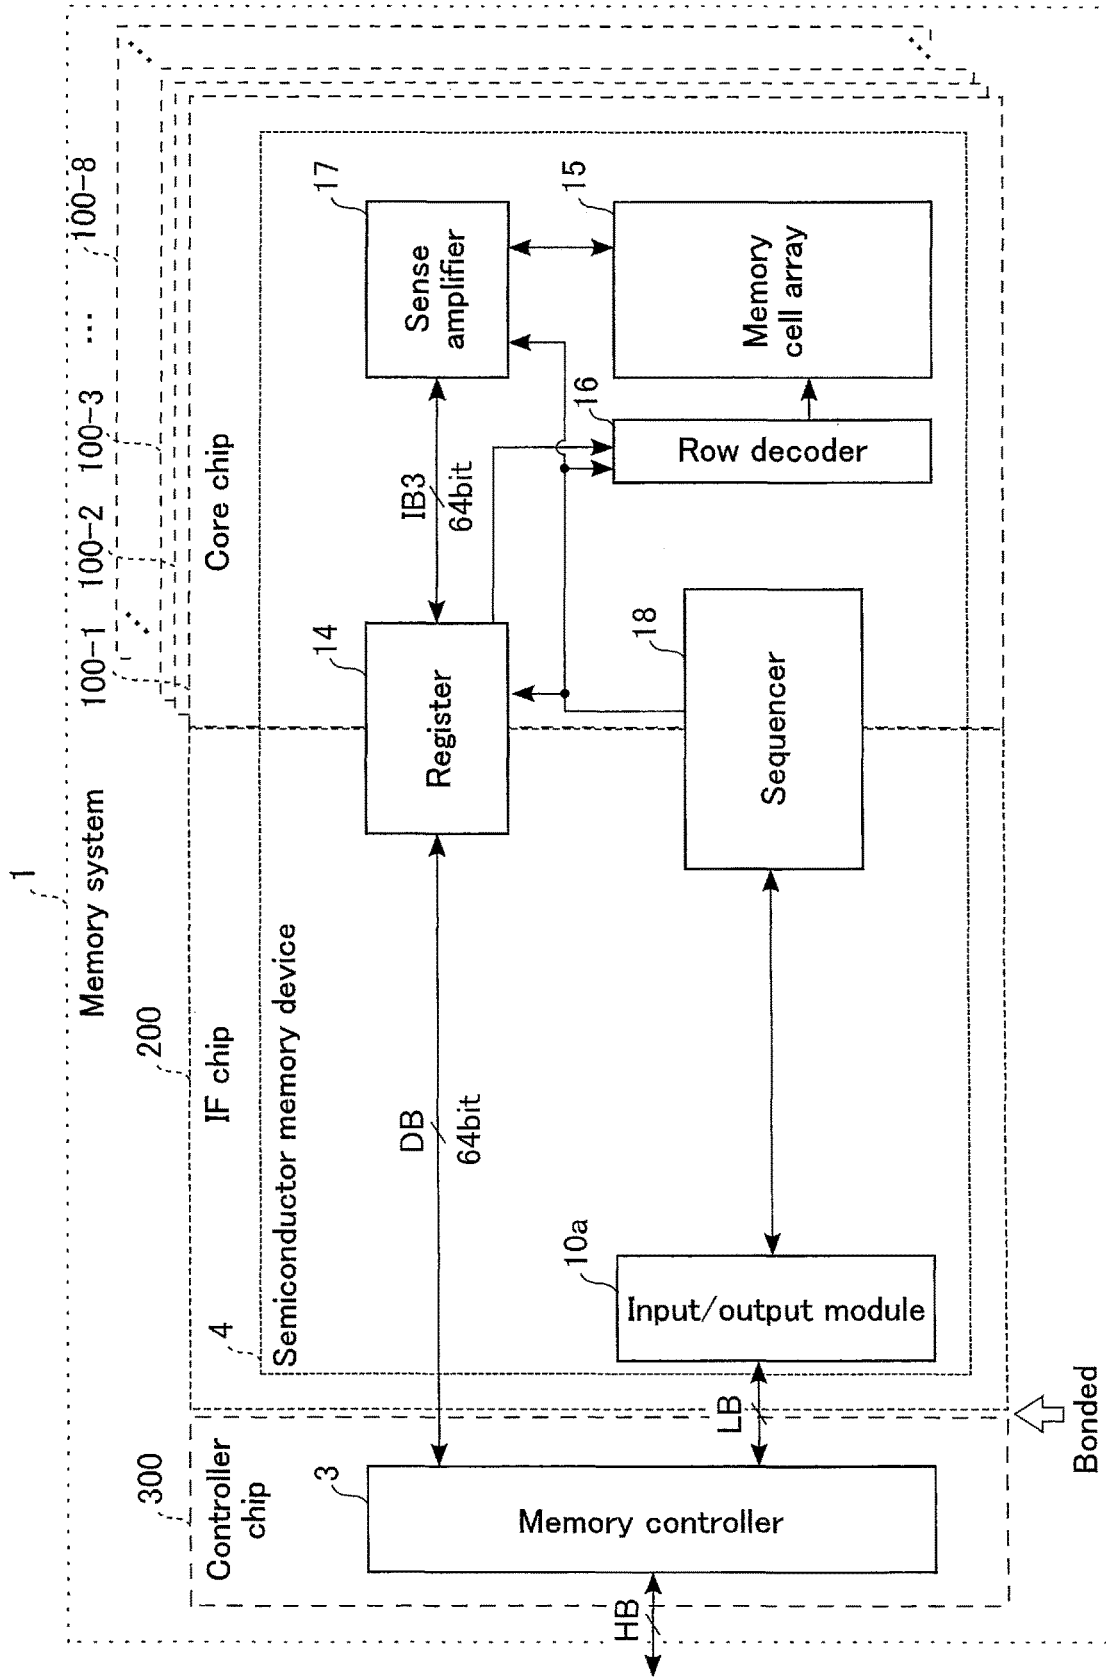 1
Memory system
300
200
100-1
100-2
100-3
...
100-8
Controller
chip
IF chip
Core chip
4
Semiconductor memory device
3
Memory controller
HB
DB
64bit
LB
10a
Input/output module
14
Register
IB3
64bit
17
Sense
amplifier
18
Sequencer
16
Row decoder
15
Memory
cell array
Bonded